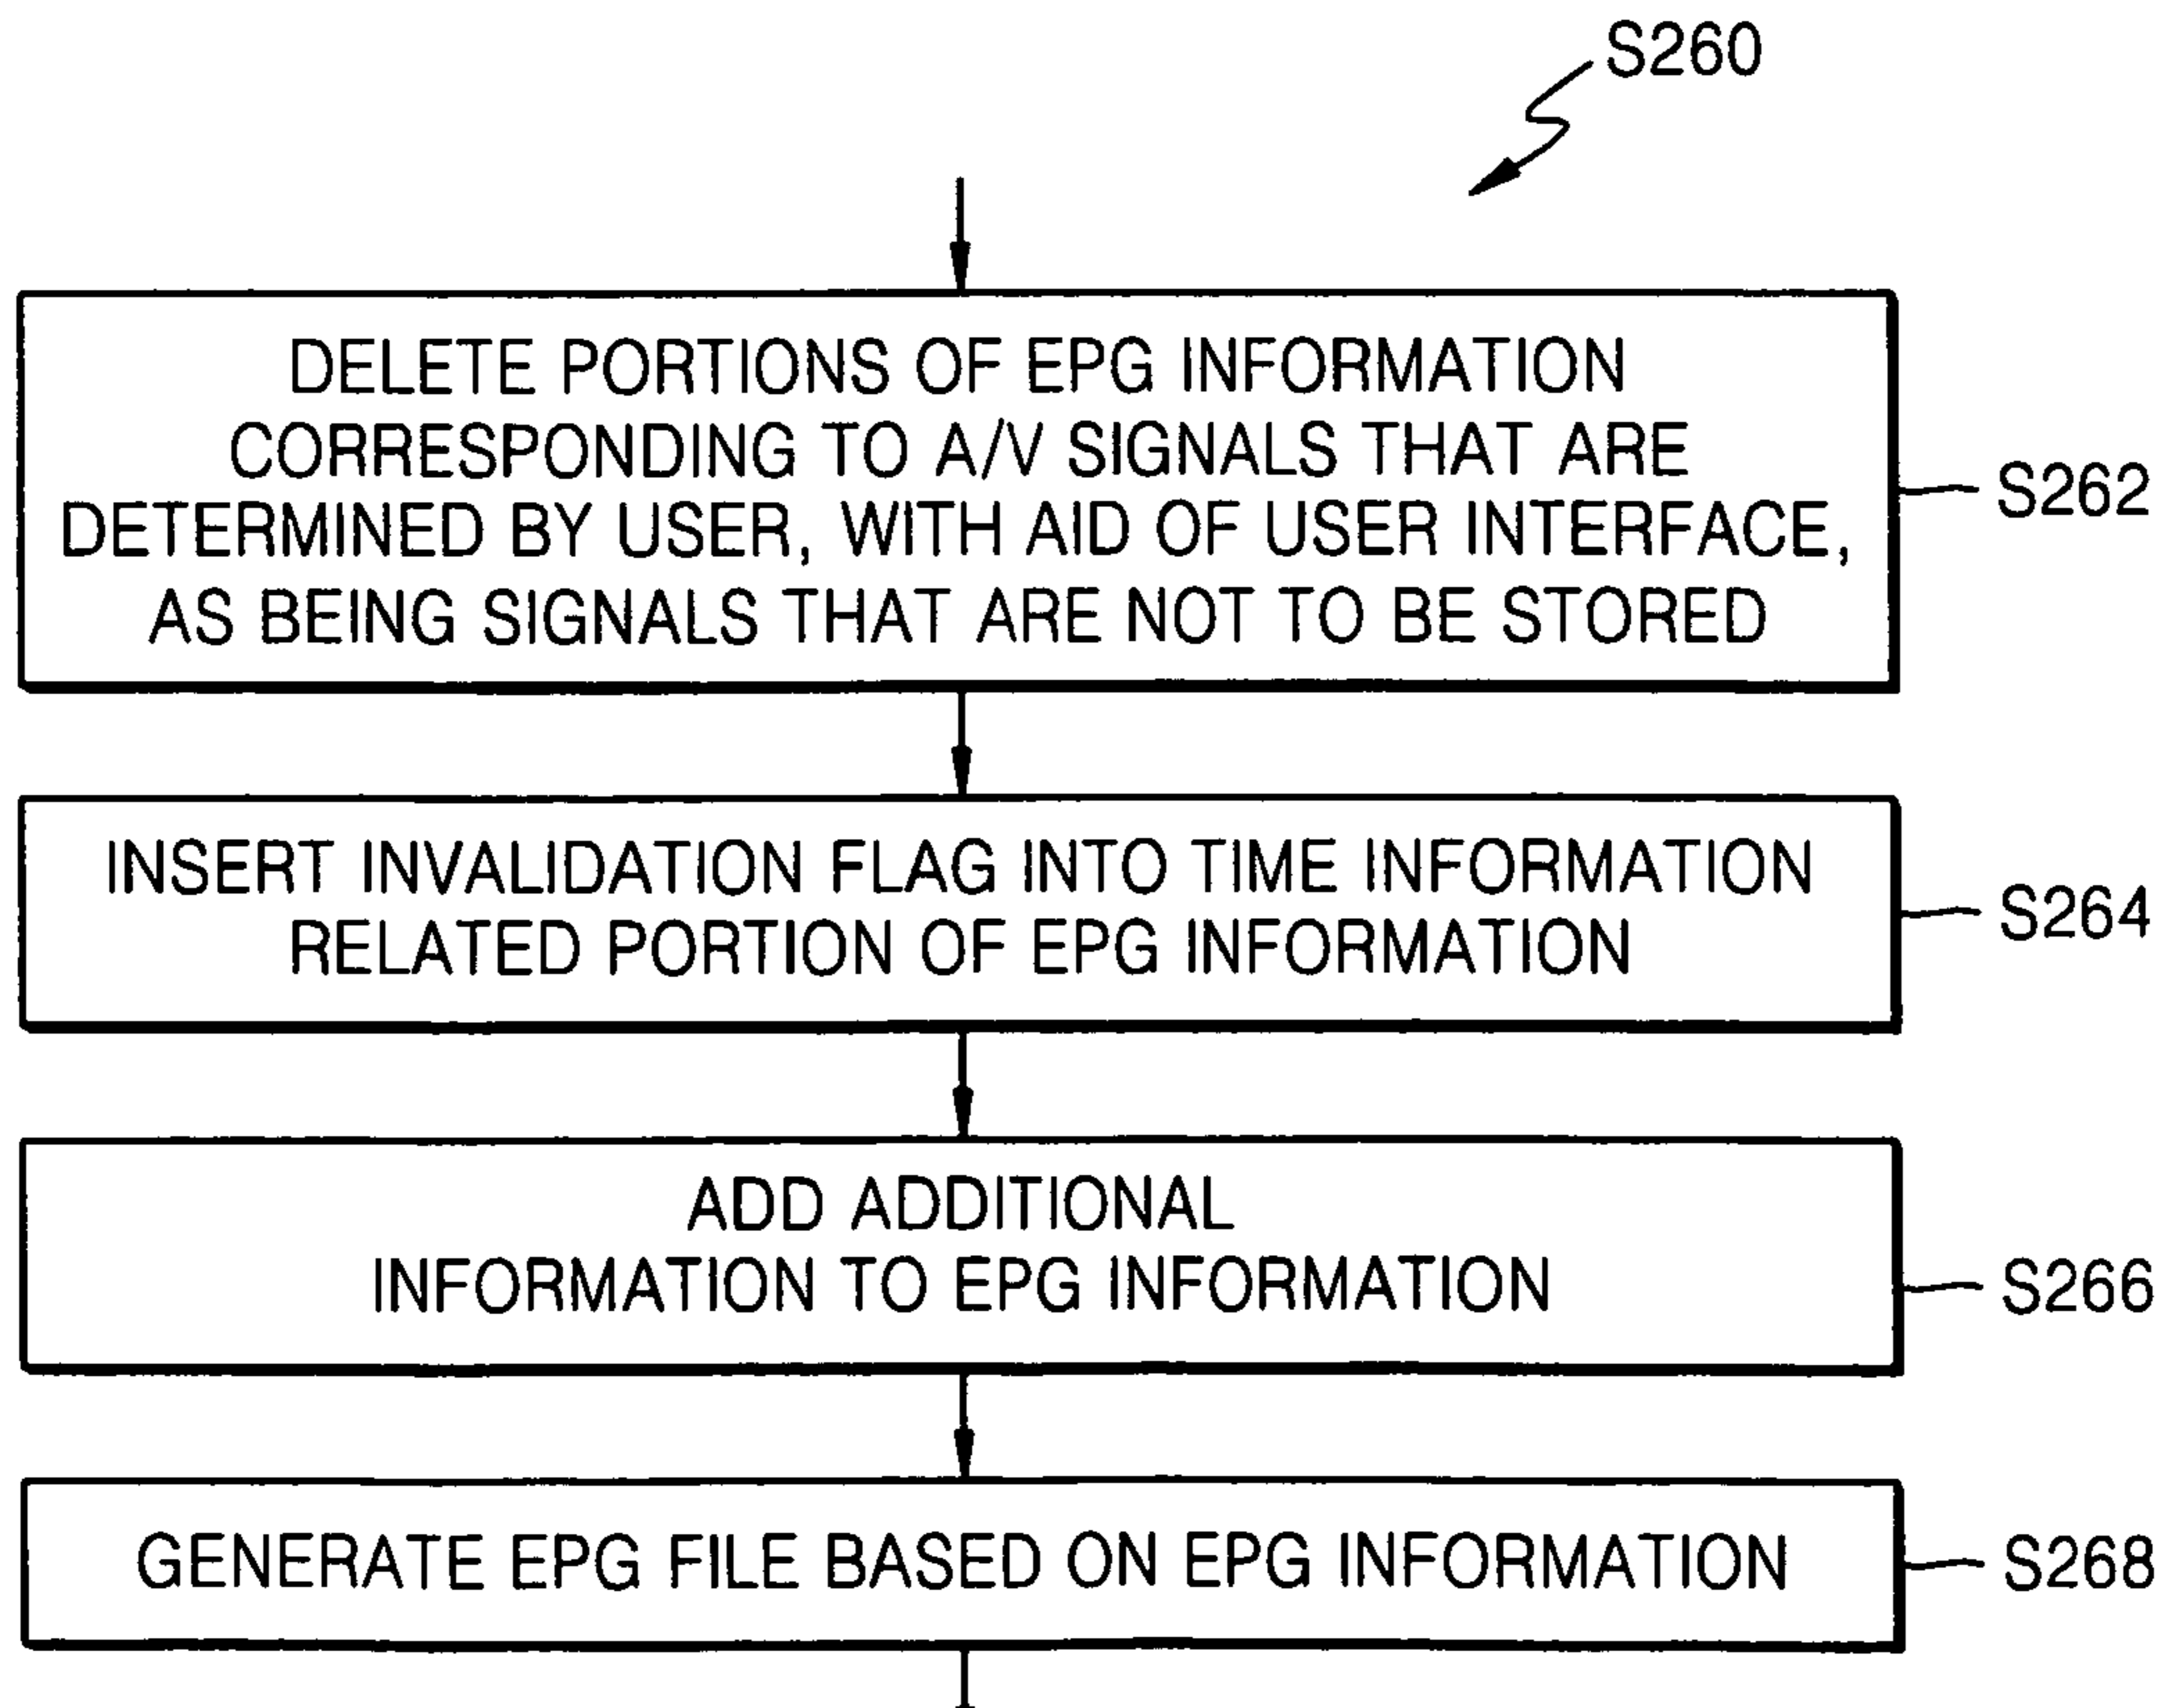 S260
DELETE PORTIONS OF EPG INFORMATION
CORRESPONDING TO A/V SIGNALS THAT ARE
DETERMINED BY USER, WITH AID OF USER INTERFACE,
AS BEING SIGNALS THAT ARE NOT TO BE STORED
S262
INSERT INVALIDATION FLAG INTO TIME INFORMATION
RELATED PORTION OF EPG INFORMATION
S264
ADD ADDITIONAL
INFORMATION TO EPG INFORMATION
S266
GENERATE EPG FILE BASED ON EPG INFORMATION
S268